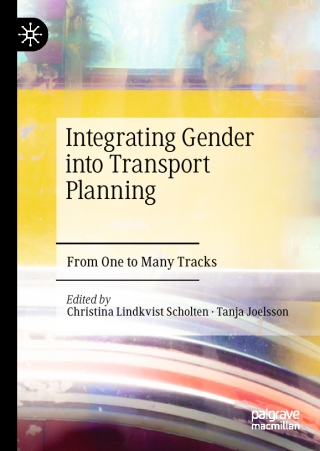 Integrating Gender
into Transport
Planning
From One to Many Tracks
Edited by
Christina Lindkvist Scholten · Tanja Joelsson
palgrave
macmillan